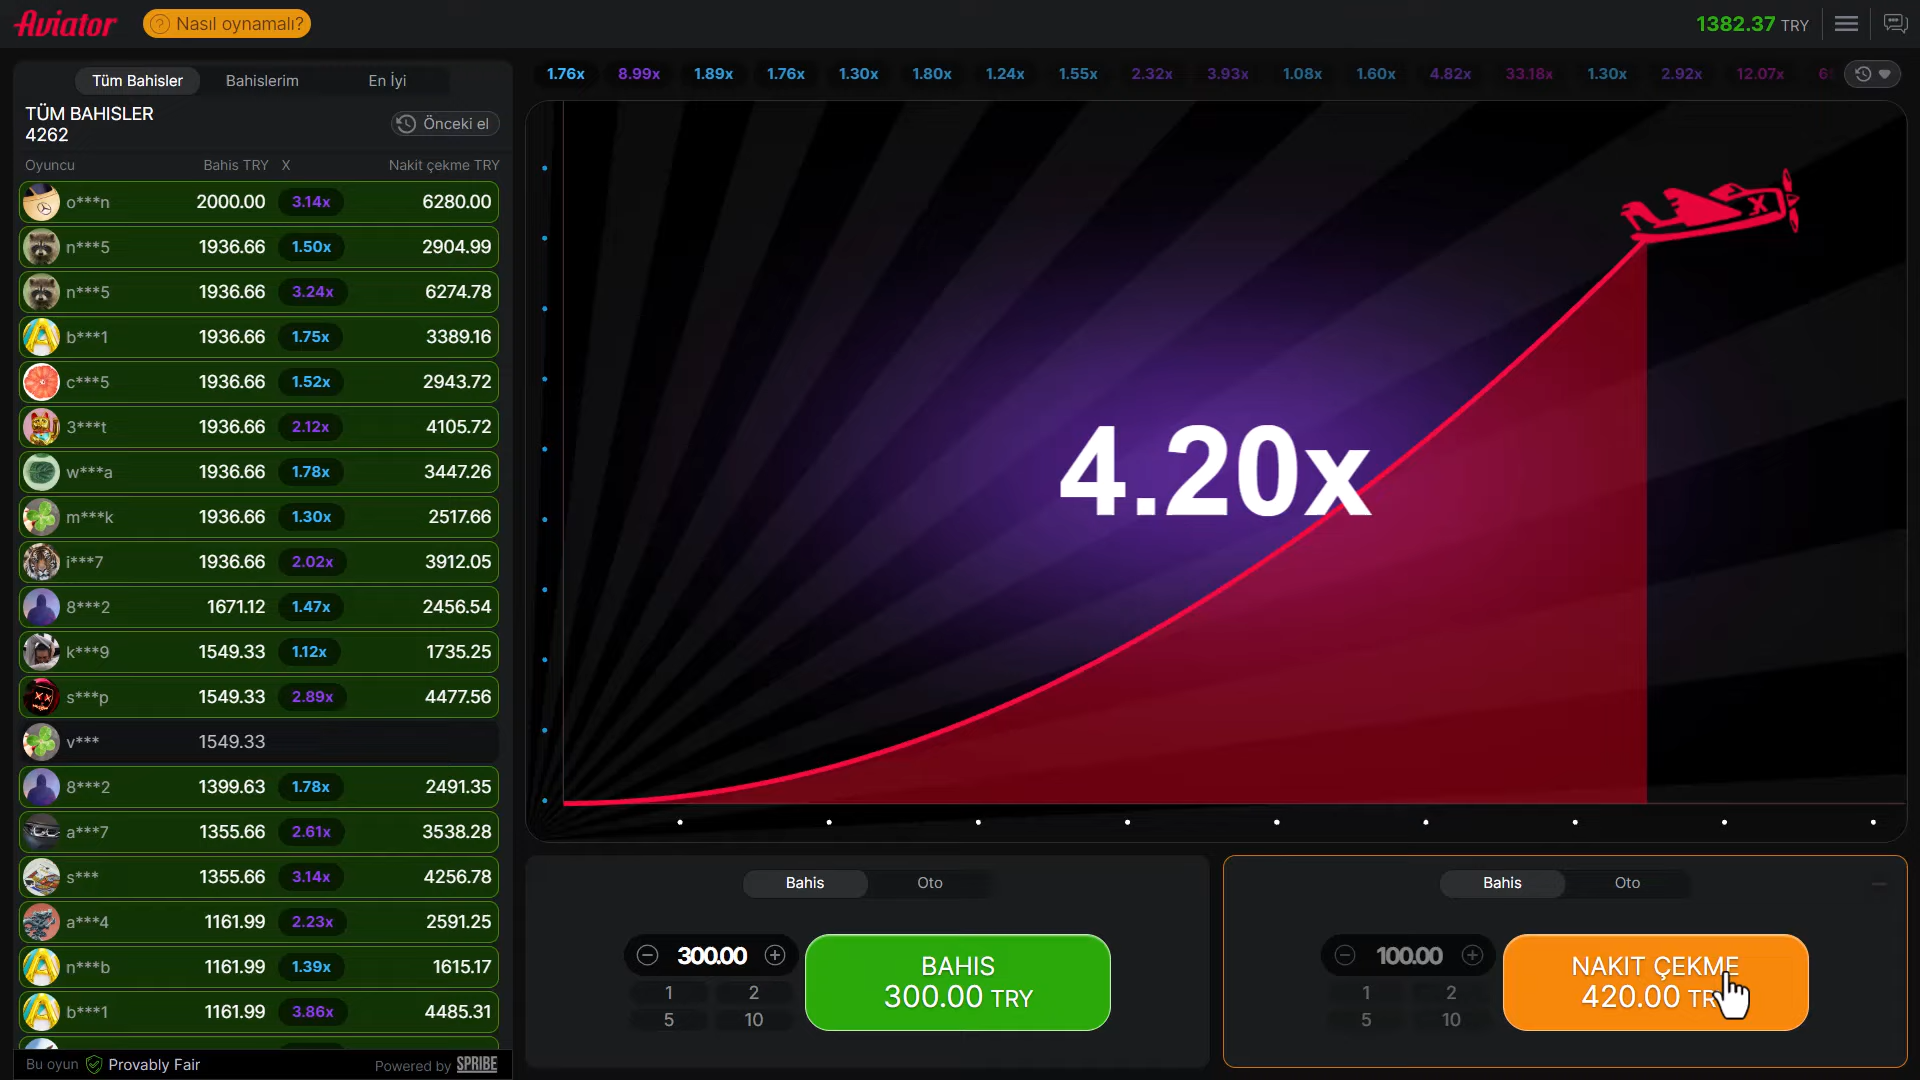 Aviator
? Nasıl oynamalı?
1382.37 TRY
Tüm Bahisler Bahislerim En İyi
TÜM BAHISLER
4262
Önceki el
Oyuncu Bahis TRY X Nakit çekme TRY
o***n 2000.00 3.14x 6280.00
n***5 1936.66 1.50x 2904.99
n***5 1936.66 3.24x 6274.78
b***1 1936.66 1.75x 3389.16
c***5 1936.66 1.52x 2943.72
3***t 1936.66 2.12x 4105.72
w***a 1936.66 1.78x 3447.26
m***k 1936.66 1.30x 2517.66
i***7 1936.66 2.02x 3912.05
8***2 1671.12 1.47x 2456.54
k***9 1549.33 1.12x 1735.25
s***p 1549.33 2.89x 4477.56
v*** 1549.33
8***2 1399.63 1.78x 2491.35
a***7 1355.66 2.61x 3538.28
s*** 1355.66 3.14x 4256.78
a***4 1161.99 2.23x 2591.25
n***b 1161.99 1.39x 1615.17
b***1 1161.99 3.86x 4485.31
Bu oyun Provably Fair Powered by SPRIBE
1.76x 8.99x 1.89x 1.76x 1.30x 1.80x 1.24x 1.55x 2.32x 3.93x 1.08x 1.60x 4.82x 33.18x 1.30x 2.92x 12.07x
X
4.20x
Bahis Oto
300.00
1 2
5 10
BAHIS
300.00 TRY
Bahis Oto
100.00
1 2
5 10
NAKIT ÇEKME
420.00